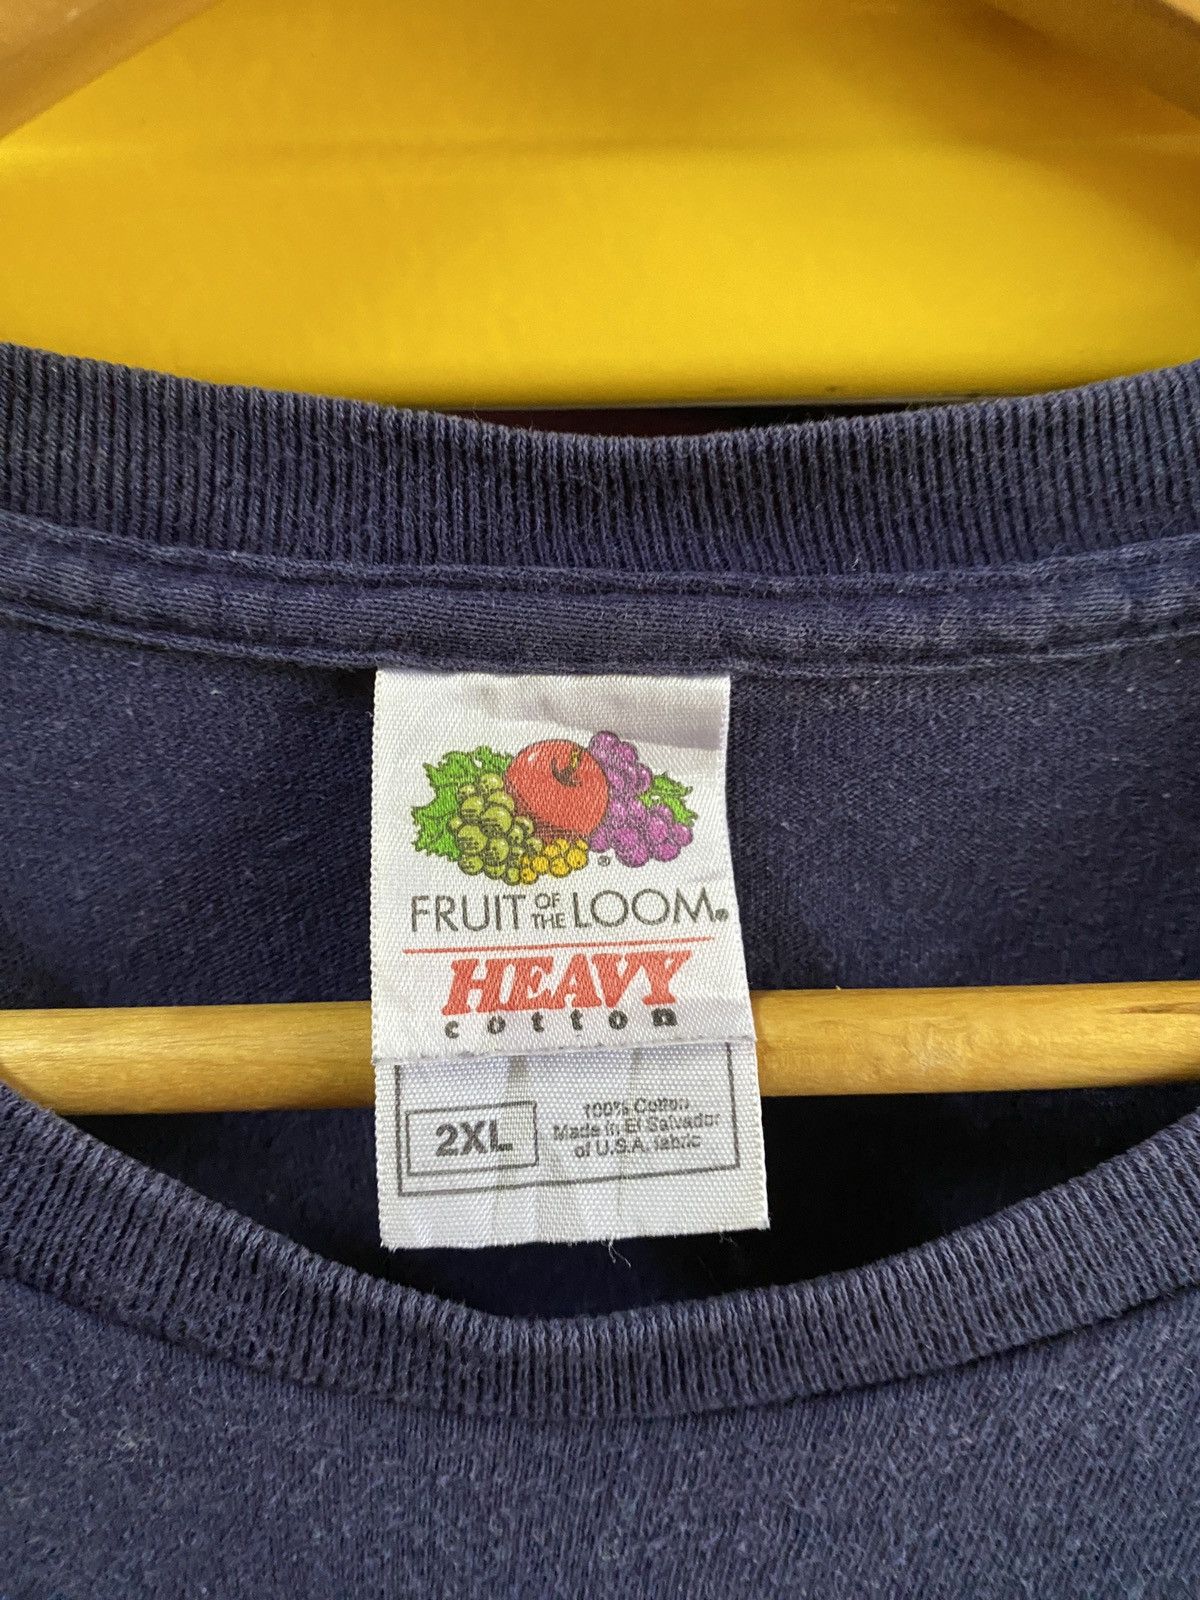 FRUIT OF THE LOOM®
HEAVY
cotton
2XL
100% Cotton
Made in El Salvador
of U.S.A. fabric